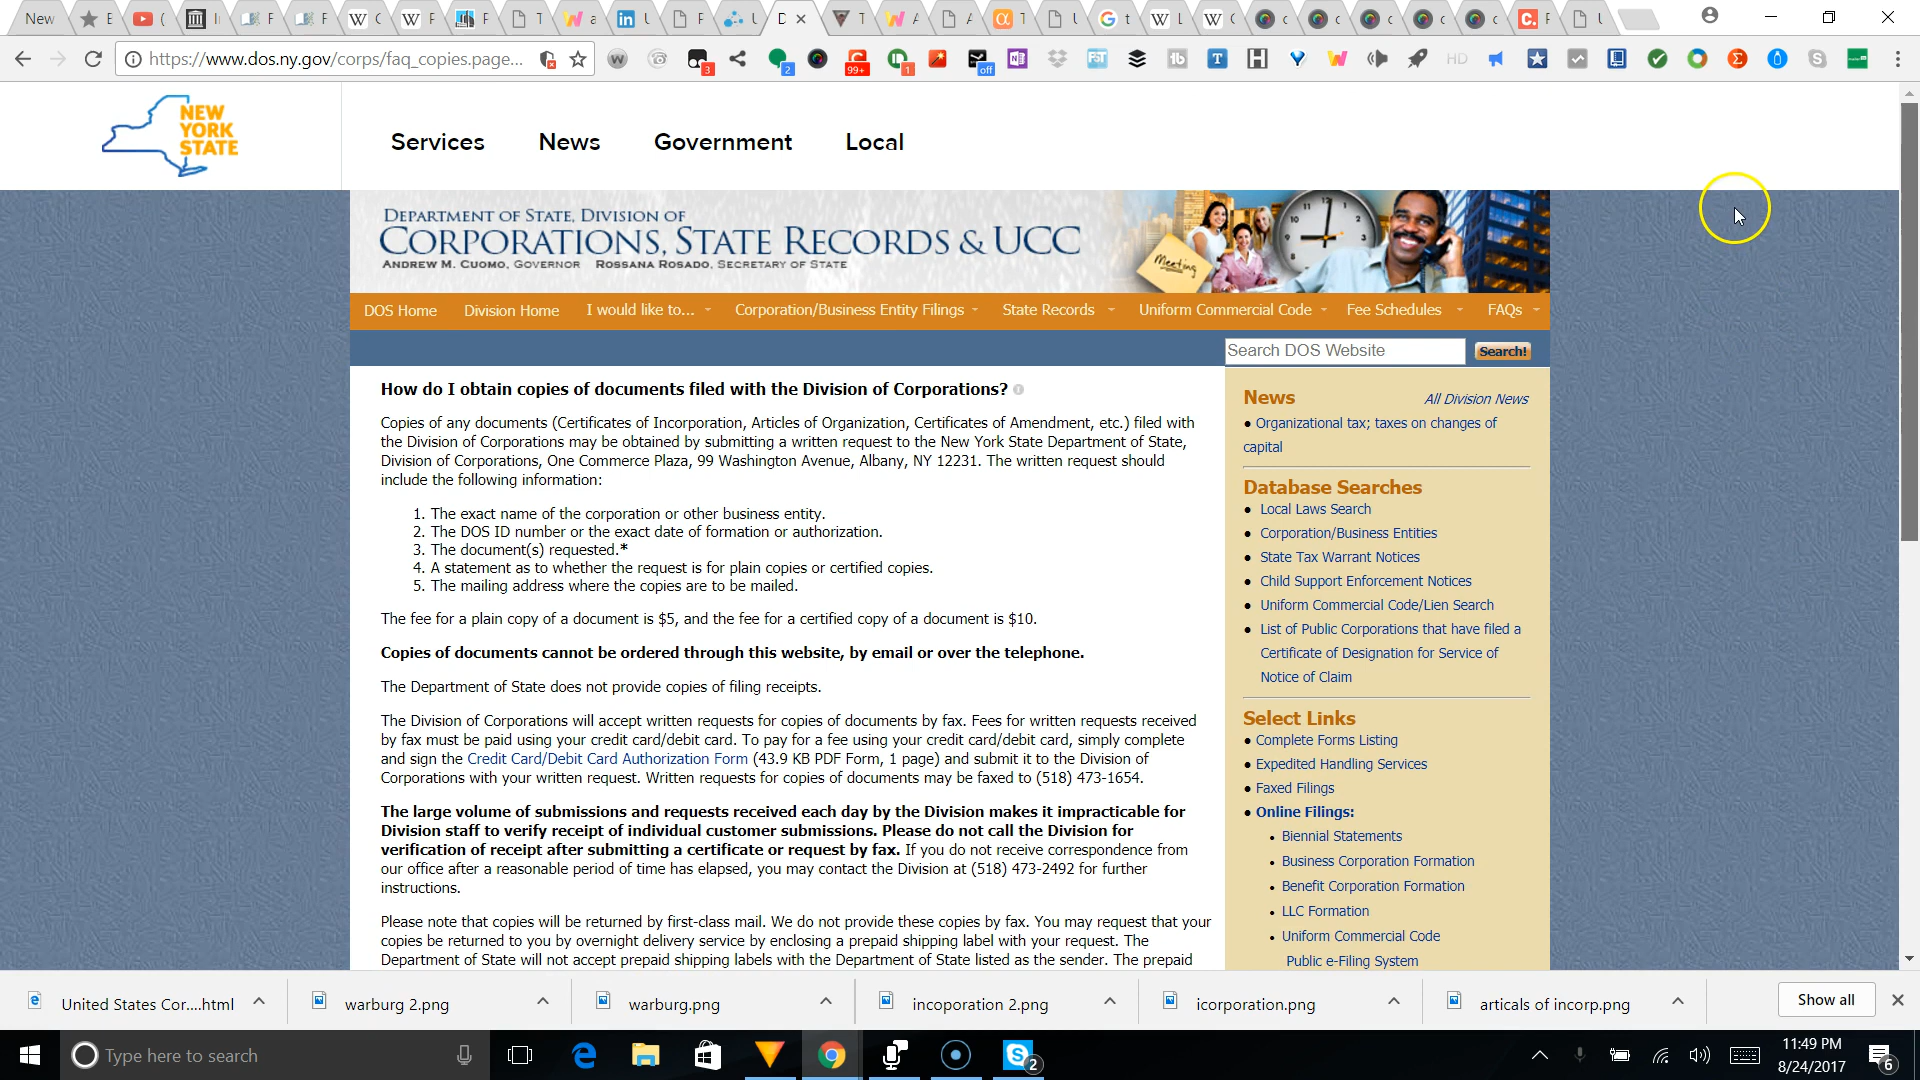 New
https://www.dos.ny.gov/corps/faq_copies.page...
3
2
99+
1
off
HD
NEW
YORK
STATE
Services
News
Government
Local
DEPARTMENT OF STATE, DIVISION OF
CORPORATIONS, STATE RECORDS & UCC
ANDREW M. CUOMO, GOVERNOR ROSSANA ROSADO, SECRETARY OF STATE
Meeting
DOS Home
Division Home
I would like to...
Corporation/Business Entity Filings
State Records
Uniform Commercial Code
Fee Schedules
FAQs
Search DOS Website
Search!
How do I obtain copies of documents filed with the Division of Corporations?
Copies of any documents (Certificates of Incorporation, Articles of Organization, Certificates of Amendment, etc.) filed with
the Division of Corporations may be obtained by submitting a written request to the New York State Department of State,
Division of Corporations, One Commerce Plaza, 99 Washington Avenue, Albany, NY 12231. The written request should
include the following information:
1. The exact name of the corporation or other business entity.
2. The DOS ID number or the exact date of formation or authorization.
3. The document(s) requested.*
4. A statement as to whether the request is for plain copies or certified copies.
5. The mailing address where the copies are to be mailed.
The fee for a plain copy of a document is $5, and the fee for a certified copy of a document is $10.
Copies of documents cannot be ordered through this website, by email or over the telephone.
The Department of State does not provide copies of filing receipts.
The Division of Corporations will accept written requests for copies of documents by fax. Fees for written requests received
by fax must be paid using your credit card/debit card. To pay for a fee using your credit card/debit card, simply complete
and sign the Credit Card/Debit Card Authorization Form (43.9 KB PDF Form, 1 page) and submit it to the Division of
Corporations with your written request. Written requests for copies of documents may be faxed to (518) 473-1654.
The large volume of submissions and requests received each day by the Division makes it impracticable for
Division staff to verify receipt of individual customer submissions. Please do not call the Division for
verification of receipt after submitting a certificate or request by fax. If you do not receive correspondence from
our office after a reasonable period of time has elapsed, you may contact the Division at (518) 473-2492 for further
instructions.
Please note that copies will be returned by first-class mail. We do not provide these copies by fax. You may request that your
copies be returned to you by overnight delivery service by enclosing a prepaid shipping label with your request. The
Department of State will not accept prepaid shipping labels with the Department of State listed as the sender. The prepaid
News
All Division News
Organizational tax; taxes on changes of
capital
Database Searches
Local Laws Search
Corporation/Business Entities
State Tax Warrant Notices
Child Support Enforcement Notices
Uniform Commercial Code/Lien Search
List of Public Corporations that have filed a
Certificate of Designation for Service of
Notice of Claim
Select Links
Complete Forms Listing
Expedited Handling Services
Faxed Filings
Online Filings:
Biennial Statements
Business Corporation Formation
Benefit Corporation Formation
LLC Formation
Uniform Commercial Code
Public e-Filing System
United States Cor....html
warburg 2.png
warburg.png
incoporation 2.png
icorporation.png
articals of incorp.png
Show all
Type here to search
2
11:49 PM
8/24/2017
6